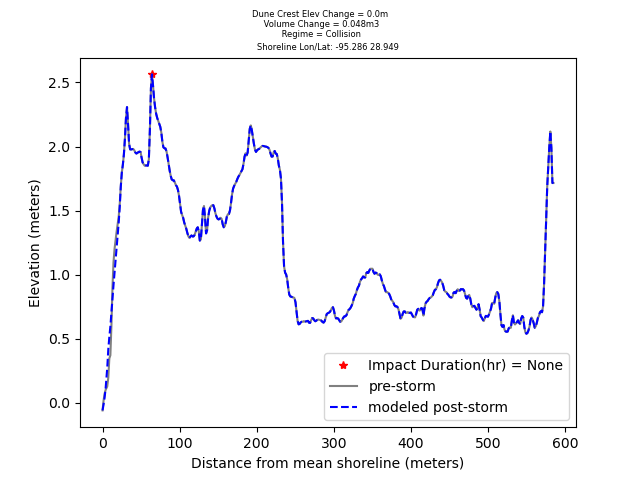 Dune Crest Elev Change = 0.0m
Volume Change = 0.048m3
Regime = Collision
Shoreline Lon/Lat: -95.286 28.949
2.5
2.0
1.5
1.0
0.5
0.0
Elevation (meters)
Impact Duration(hr) = None
pre-storm
modeled post-storm
0 100 200 300 400 500 600
Distance from mean shoreline (meters)